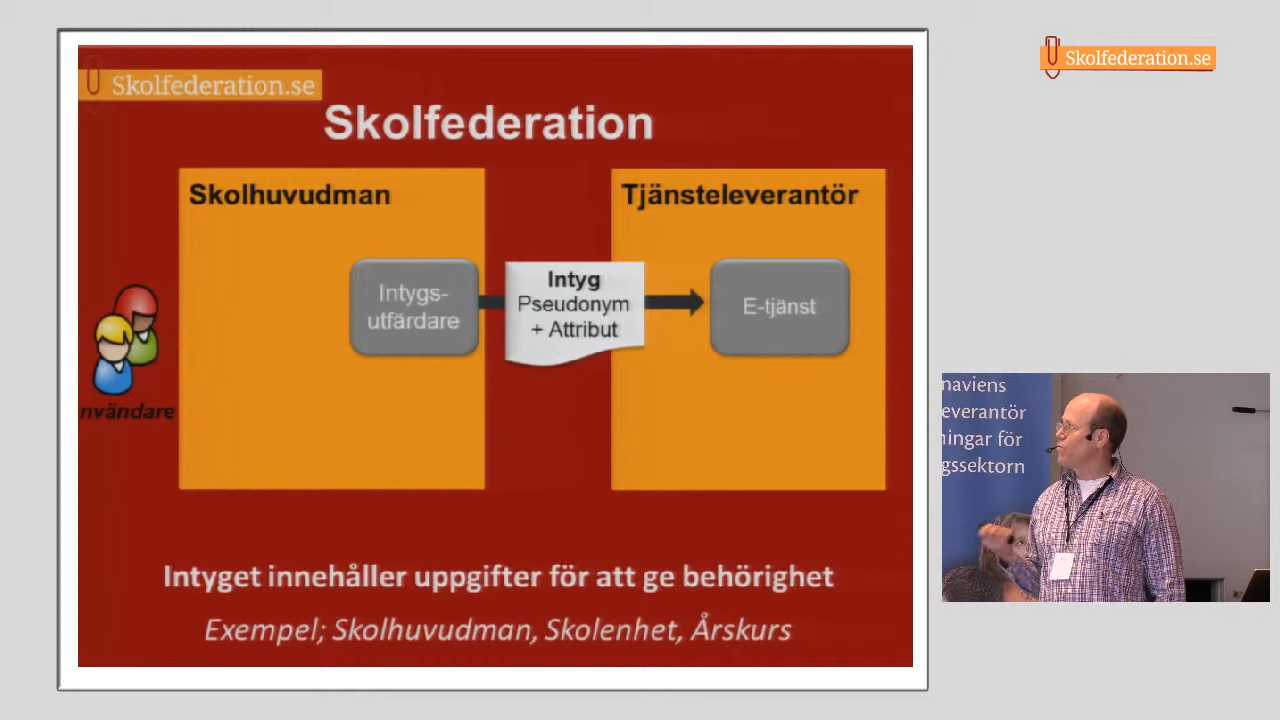 Skolfederation.se
Skolfederation.se
Skolfederation
Skolhuvudman
Tjänsteleverantör
Intygs-
utfärdare
Intyg
Pseudonym
+ Attribut
E-tjänst
nvändare
naviens
everantör
ningar för
gssektorn
Intyget innehåller uppgifter för att ge behörighet
Exempel; Skolhuvudman, Skolenhet, Årskurs